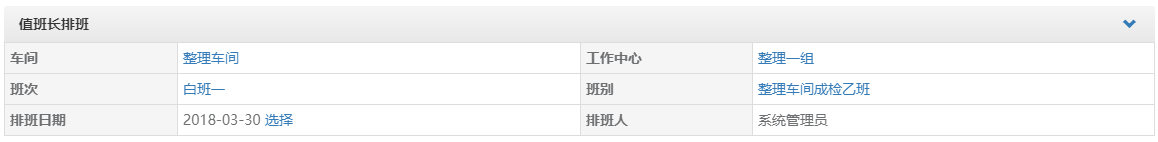 值班长排班
车间 整理车间 工作中心 整理一组
班次 白班一 班别 整理车间成检乙班
排班日期 2018-03-30 选择 排班人 系统管理员